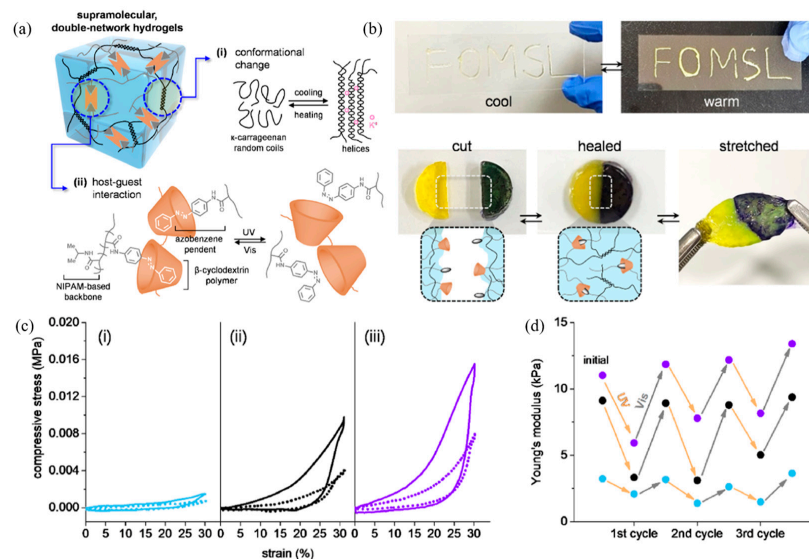 (a)
supramolecular,
double-network hydrogels
(i)
conformational
change
cooling
heating
κ-carrageenan
random coils
helices
K+
(ii)
host-guest
interaction
azobenzene
pendent
UV
Vis
NIPAM-based
backbone
β-cyclodextrin
polymer
(b)
FOMSL
cool
FOMSL
warm
cut
healed
stretched
(c)
compressive stress (MPa)
0.020
0.016
0.012
0.008
0.004
0.000
(i)
(ii)
(iii)
0 5 10 15 20 25 30
0 5 10 15 20 25 30
0 5 10 15 20 25 30
strain (%)
(d)
Young's modulus (kPa)
15
10
5
0
initial
UV
Vis
1st cycle
2nd cycle
3rd cycle